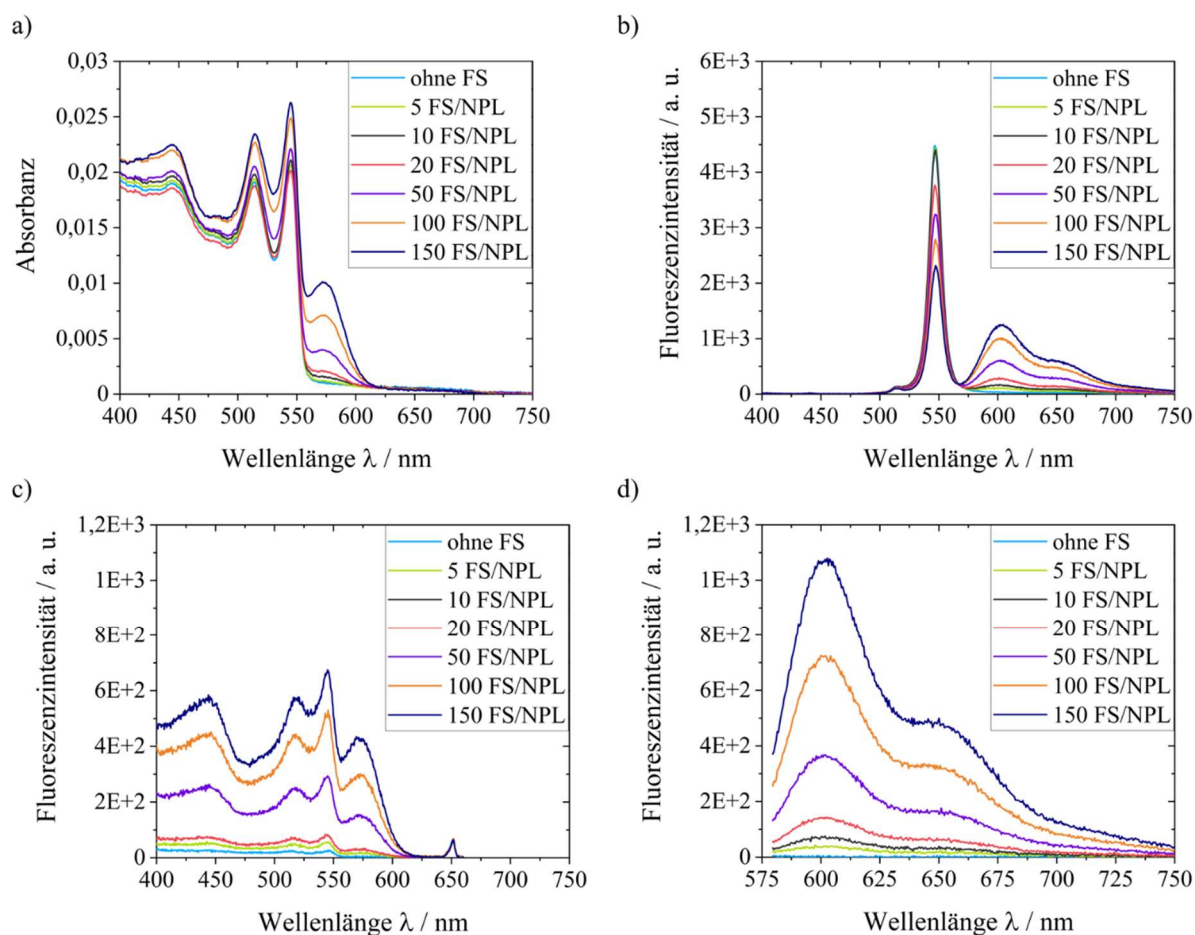 a)
Absorbanz
0,03
0,025
0,02
0,015
0,01
0,005
0
400 450 500 550 600 650 700 750
Wellenlänge λ / nm
ohne FS
5 FS/NPL
10 FS/NPL
20 FS/NPL
50 FS/NPL
100 FS/NPL
150 FS/NPL
b)
Fluoreszenzintensität / a. u.
6E+3
5E+3
4E+3
3E+3
2E+3
1E+3
0
400 450 500 550 600 650 700 750
Wellenlänge λ / nm
ohne FS
5 FS/NPL
10 FS/NPL
20 FS/NPL
50 FS/NPL
100 FS/NPL
150 FS/NPL
c)
Fluoreszenzintensität / a. u.
1,2E+3
1E+3
8E+2
6E+2
4E+2
2E+2
0
400 450 500 550 600 650 700 750
Wellenlänge λ / nm
ohne FS
5 FS/NPL
10 FS/NPL
20 FS/NPL
50 FS/NPL
100 FS/NPL
150 FS/NPL
d)
Fluoreszenzintensität / a. u.
1,2E+3
1E+3
8E+2
6E+2
4E+2
2E+2
0
575 600 625 650 675 700 725 750
Wellenlänge λ / nm
ohne FS
5 FS/NPL
10 FS/NPL
20 FS/NPL
50 FS/NPL
100 FS/NPL
150 FS/NPL